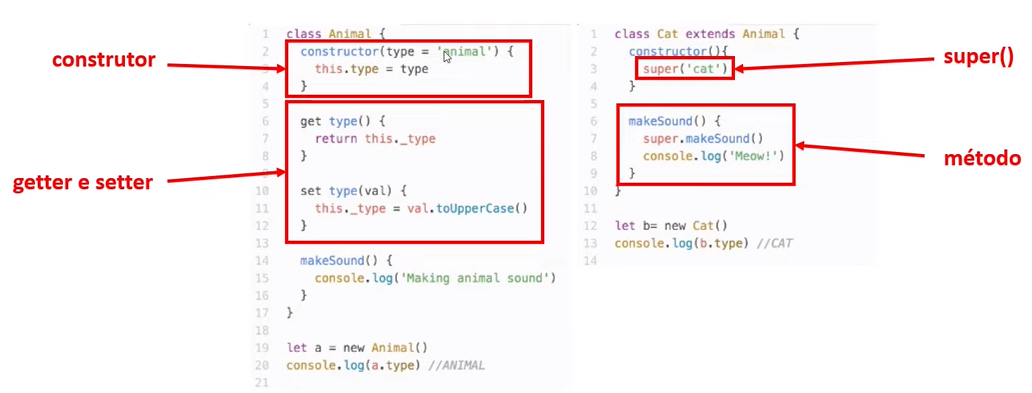 construtor
getter e setter
1 class Animal {
2 constructor(type = 'animal') {
3 this.type = type
4 }
5
6 get type() {
7 return this._type
8 }
9
10 set type(val) {
11 this._type = val.toUpperCase()
12 }
13
14 makeSound() {
15 console.log('Making animal sound')
16 }
17 }
18
19 let a = new Animal()
20 console.log(a.type) //ANIMAL
21
1 class Cat extends Animal {
2 constructor(){
3 super('cat')
4 }
5
6 makeSound() {
7 super.makeSound()
8 console.log('Meow!')
9 }
10 }
11
12 let b= new Cat()
13 console.log(b.type) //CAT
14
super()
método